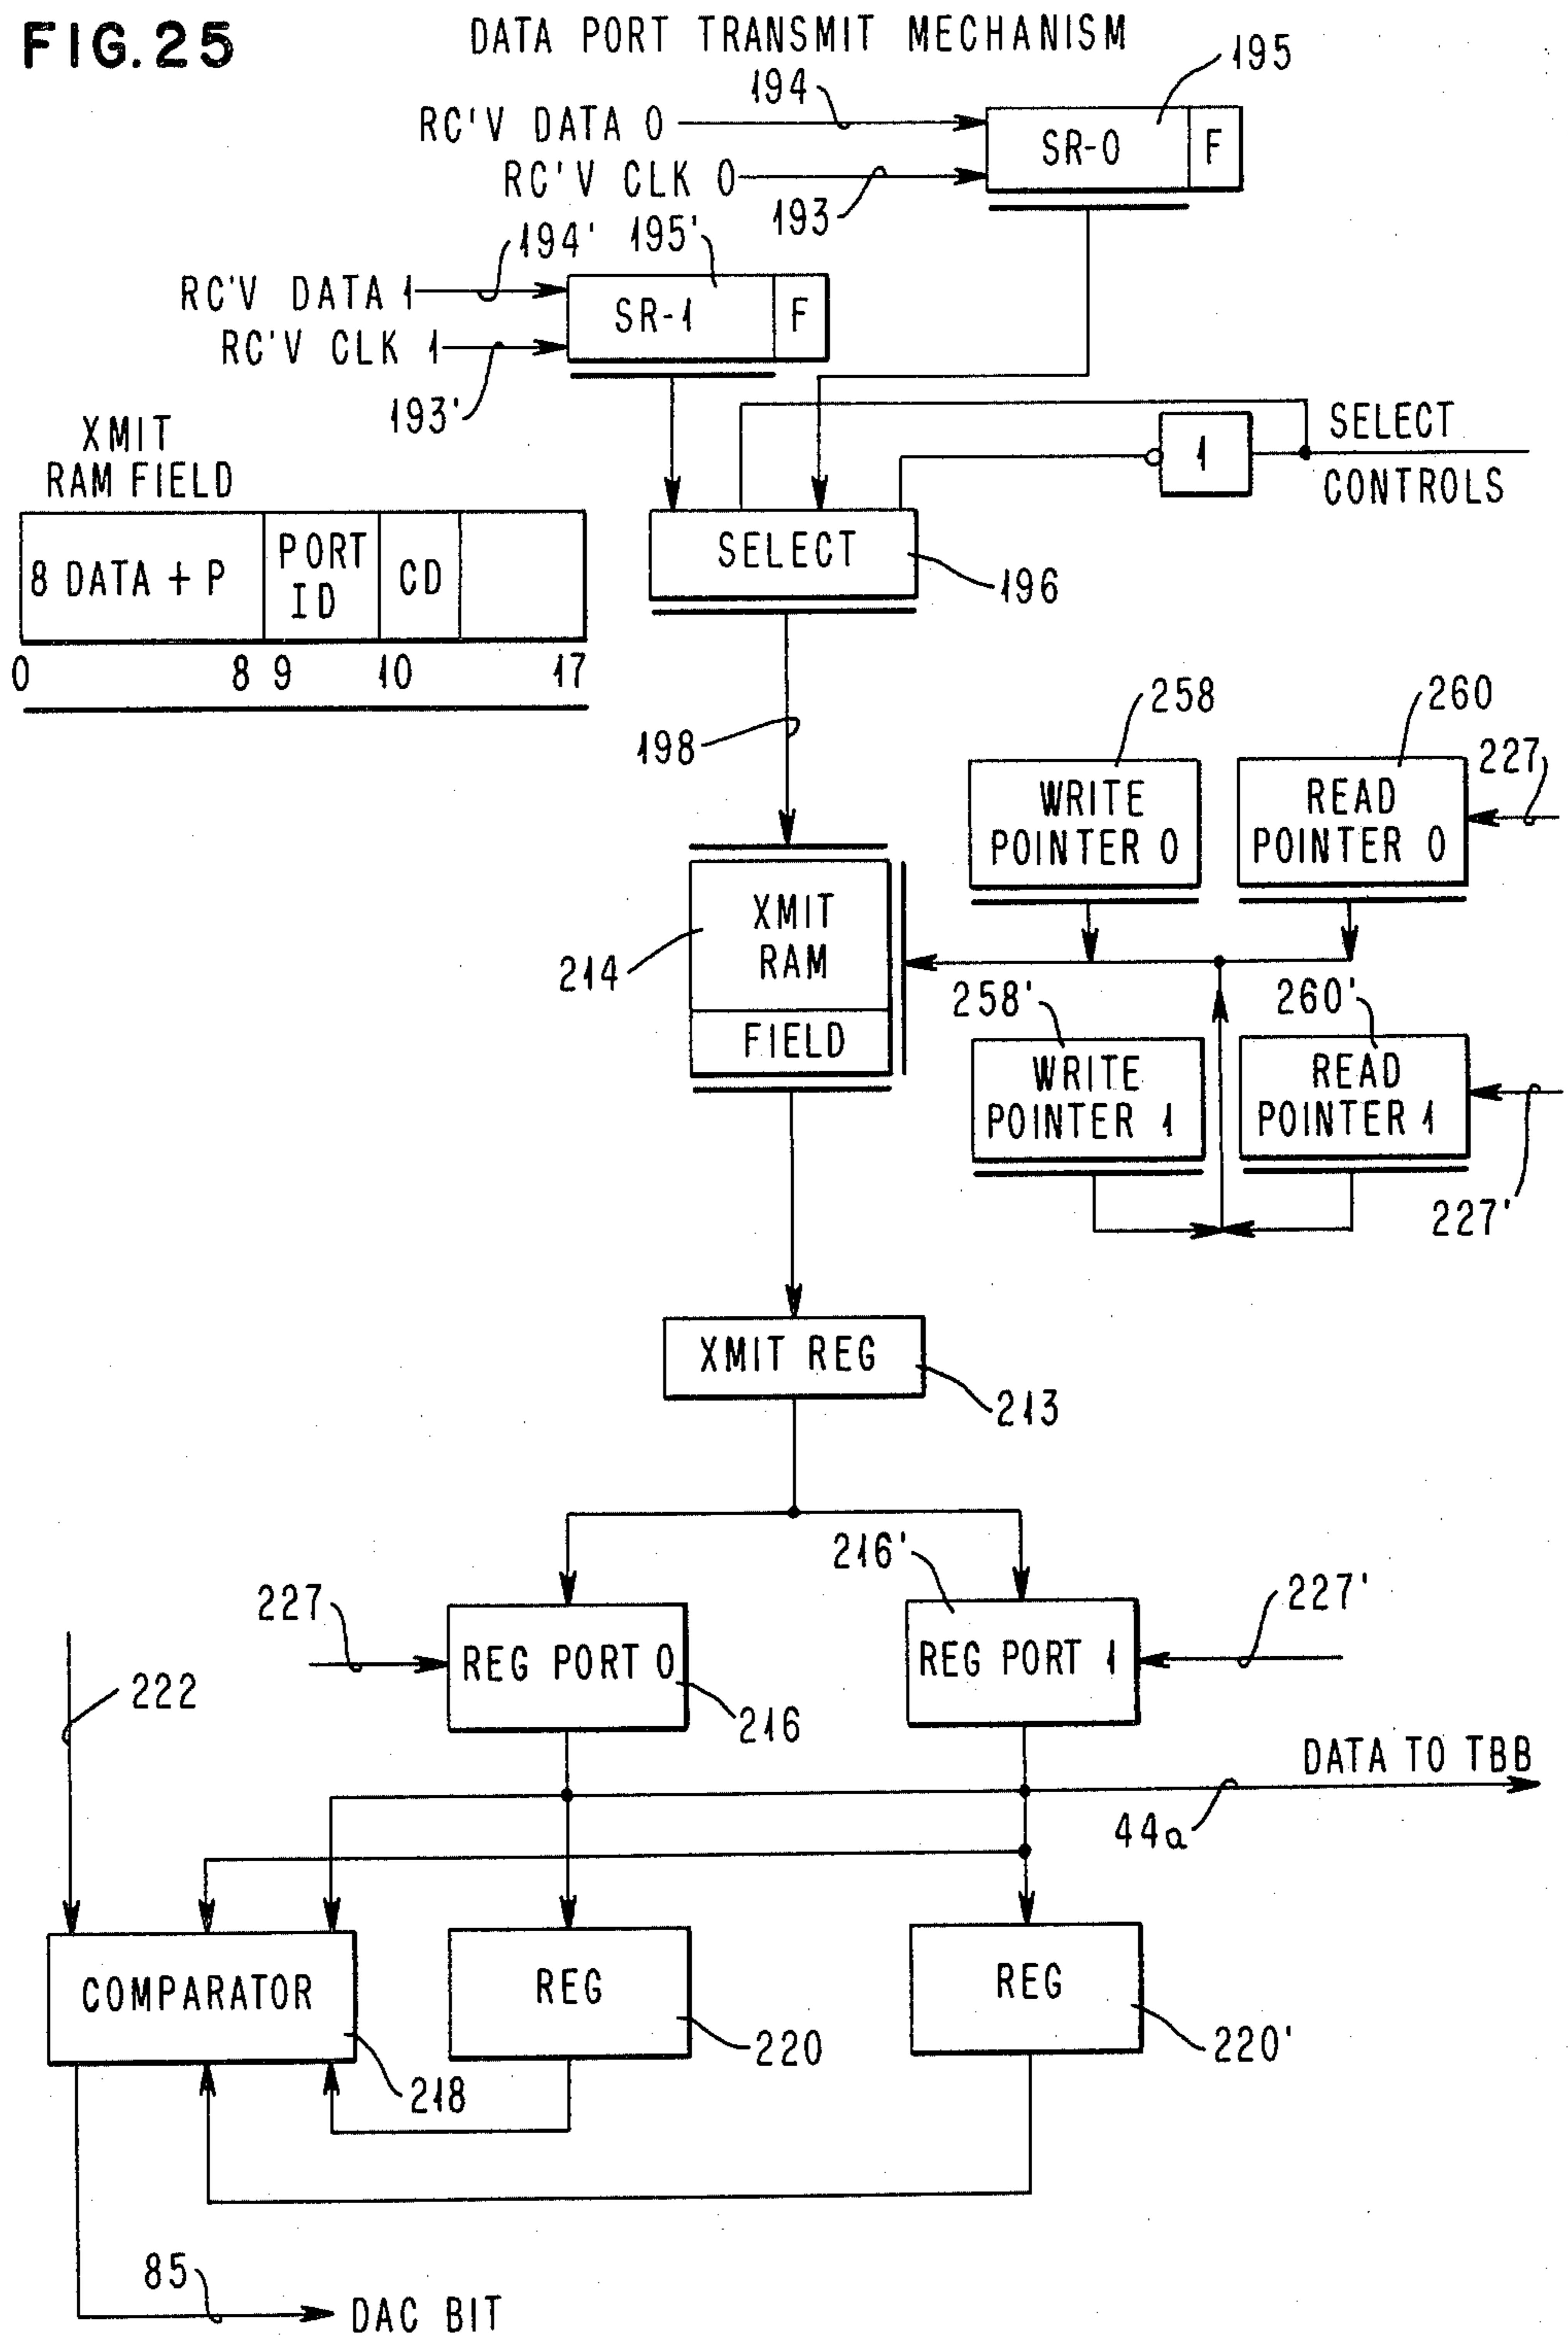 FIG.25
DATA PORT TRANSMIT MECHANISM
195
194
RC'V DATA 0
SR-0
F
RC'V CLK 0
193
194'
195'
RC'V DATA 1
SR-1
F
RC'V CLK 1
193'
XMIT
RAM FIELD
SELECT
CONTROLS
1
8 DATA + P
PORT
ID
CD
0
8
9
10
17
SELECT
196
198
258
260
227
WRITE
POINTER 0
READ
POINTER 0
XMIT
RAM
FIELD
214
258'
260'
WRITE
POINTER 1
READ
POINTER 1
227'
XMIT REG
213
216'
227
227'
REG PORT 0
REG PORT 1
222
216
DATA TO TBB
44a
COMPARATOR
REG
REG
218
220
220'
85
DAC BIT